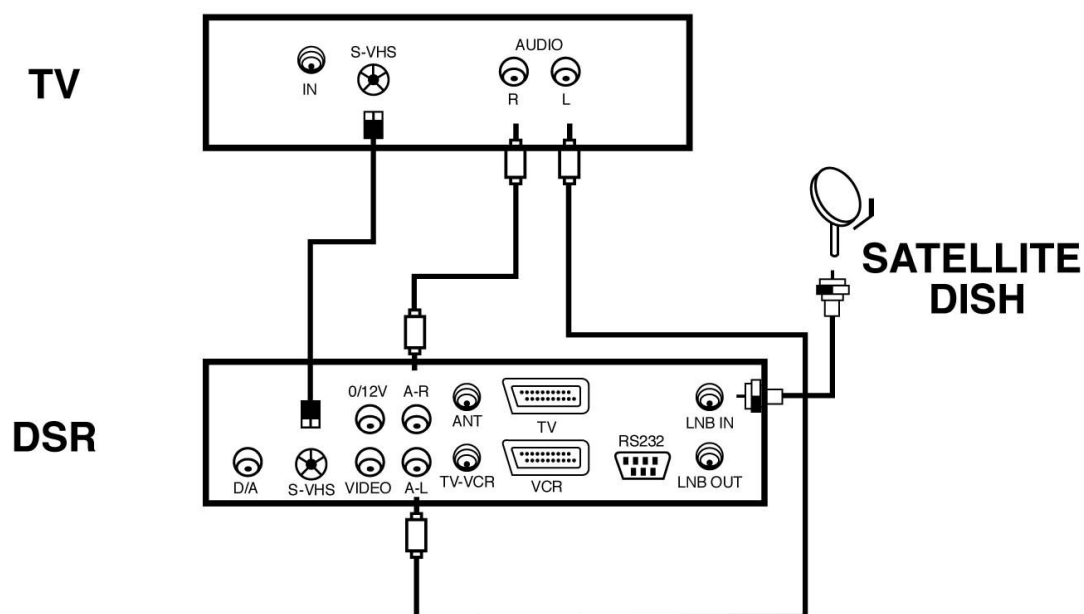 TV
S-VHS
AUDIO
IN
R
L
SATELLITE
DISH
DSR
0/12V
A-R
ANT
TV
LNB IN
RS232
D/A
S-VHS
VIDEO
A-L
TV-VCR
VCR
LNB OUT